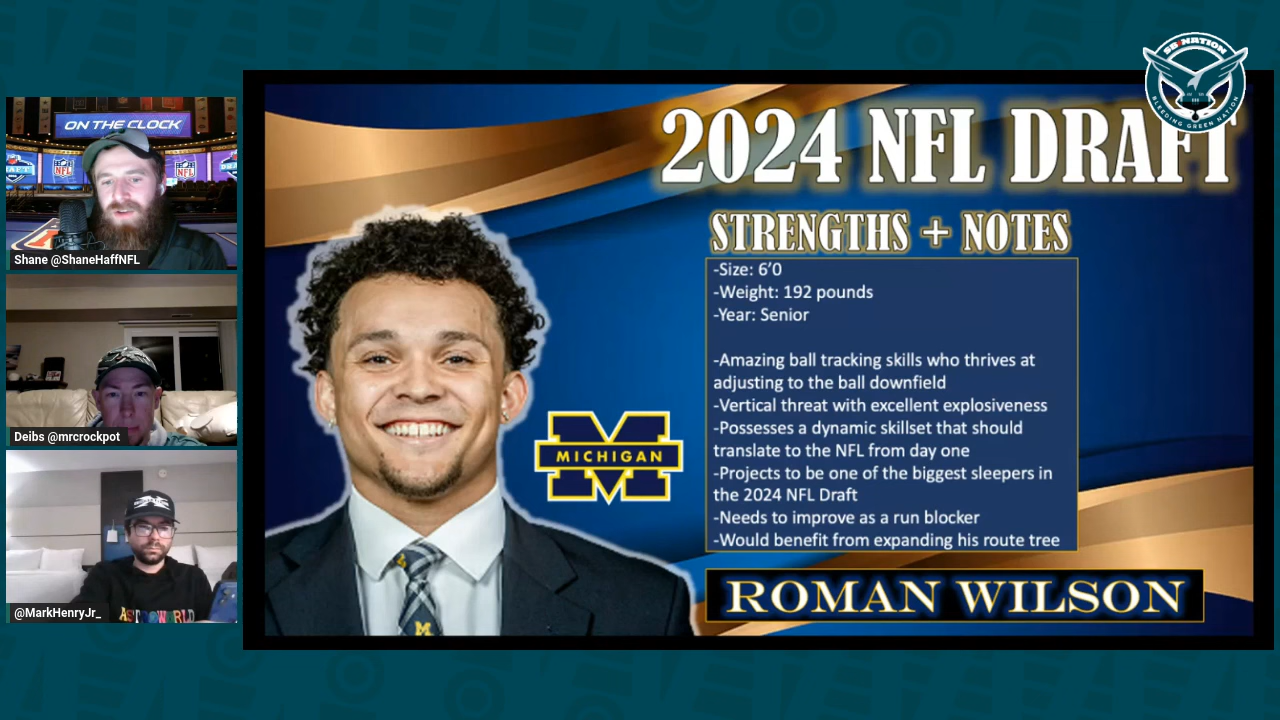 ON THE CLOCK
NFL
NFL
Shane @ShaneHaffNFL
Deibs @mrcrockpot
ASTROWORLD
@MarkHenryJr_
SB NATION
BLEEDING GREEN NATION
2024 NFL DRAFT
STRENGTHS + NOTES
-Size: 6’0
-Weight: 192 pounds
-Year: Senior
-Amazing ball tracking skills who thrives at
adjusting to the ball downfield
-Vertical threat with excellent explosiveness
-Possesses a dynamic skillset that should
translate to the NFL from day one
-Projects to be one of the biggest sleepers in
the 2024 NFL Draft
-Needs to improve as a run blocker
-Would benefit from expanding his route tree
MICHIGAN
M
ROMAN WILSON